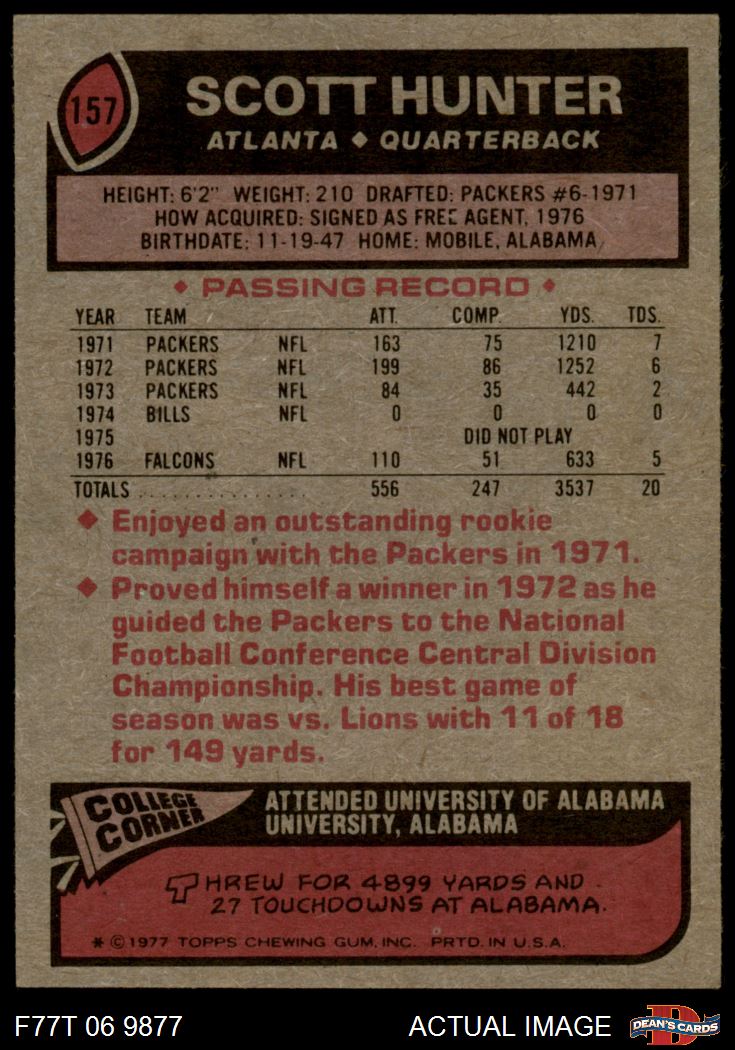 157
SCOTT HUNTER
ATLANTA ◆ QUARTERBACK
HEIGHT: 6'2" WEIGHT: 210 DRAFTED: PACKERS #6-1971
HOW ACQUIRED: SIGNED AS FREE AGENT, 1976
BIRTHDATE: 11-19-47 HOME: MOBILE, ALABAMA
◆ PASSING RECORD ◆
YEAR TEAM ATT. COMP. YDS. TDS.
1971 PACKERS NFL 163 75 1210 7
1972 PACKERS NFL 199 86 1252 6
1973 PACKERS NFL 84 35 442 2
1974 BILLS NFL 0 0 0 0
1975 DID NOT PLAY
1976 FALCONS NFL 110 51 633 5
TOTALS . . . . . . . . . . . . . . . 556 247 3537 20
◆ Enjoyed an outstanding rookie
campaign with the Packers in 1971.
◆ Proved himself a winner in 1972 as he
guided the Packers to the National
Football Conference Central Division
Championship. His best game of
season was vs. Lions with 11 of 18
for 149 yards.
COLLEGE
CORNER
ATTENDED UNIVERSITY OF ALABAMA
UNIVERSITY, ALABAMA
THREW FOR 4899 YARDS AND
27 TOUCHDOWNS AT ALABAMA.
* © 1977 TOPPS CHEWING GUM, INC. PRTD. IN U.S.A.
F77T 06 9877
ACTUAL IMAGE
D
DEAN'S CARDS